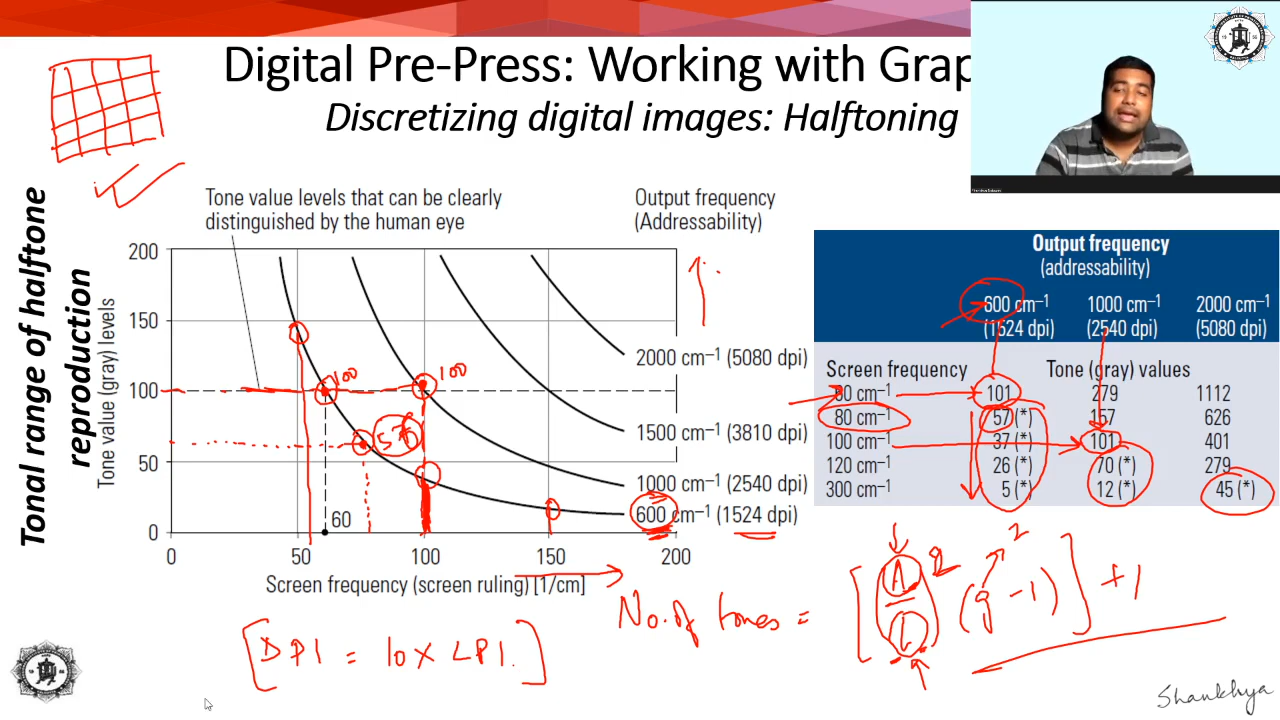 Digital Pre-Press: Working with Grap
Discretizing digital images: Halftoning
Tonal range of halftone
reproduction
Tone value levels that can be clearly
distinguished by the human eye
Output frequency
(Addressability)
Tone value (gray) levels
200
150
100
50
0
100
100
57
60
2000 cm⁻¹ (5080 dpi)
1500 cm⁻¹ (3810 dpi)
1000 cm⁻¹ (2540 dpi)
600 cm⁻¹ (1524 dpi)
0 50 100 150 200
Screen frequency (screen ruling) [1/cm]
Output frequency
(addressability)
600 cm⁻¹ 1000 cm⁻¹ 2000 cm⁻¹
(1524 dpi) (2540 dpi) (5080 dpi)
Screen frequency Tone (gray) values
60 cm⁻¹ 101 279 1112
80 cm⁻¹ 57 (*) 157 626
100 cm⁻¹ 37 (*) 101 401
120 cm⁻¹ 26 (*) 70 (*) 279
300 cm⁻¹ 5 (*) 12 (*) 45 (*)
No. of tones = [(A/L)² (g - 1)] + 1
2
[DPI = 10 X LPI.]
Shankhya